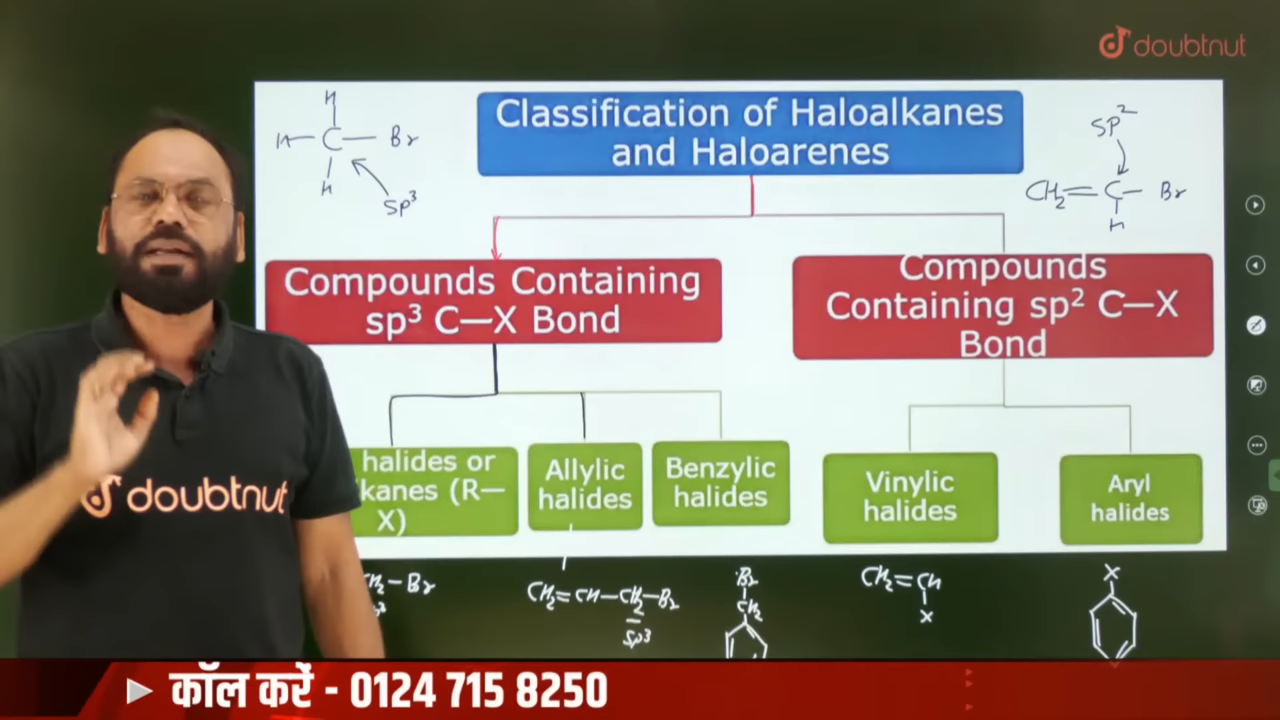 doubtnut
Classification of Haloalkanes
and Haloarenes
H
H—C—Br
H
sp³
SP²
CH₂=C—Br
H
Compounds Containing
sp³ C—X Bond
Compounds
Containing sp² C—X
Bond
halides or
kanes (R—
X)
Allylic
halides
Benzylic
halides
Vinylic
halides
Aryl
halides
doubtnut
CH₂—Br
CH₂=CH—CH₂—Br
sp³
Br
CH₂
CH₂=CH
X
X
कॉल करें - 0124 715 8250